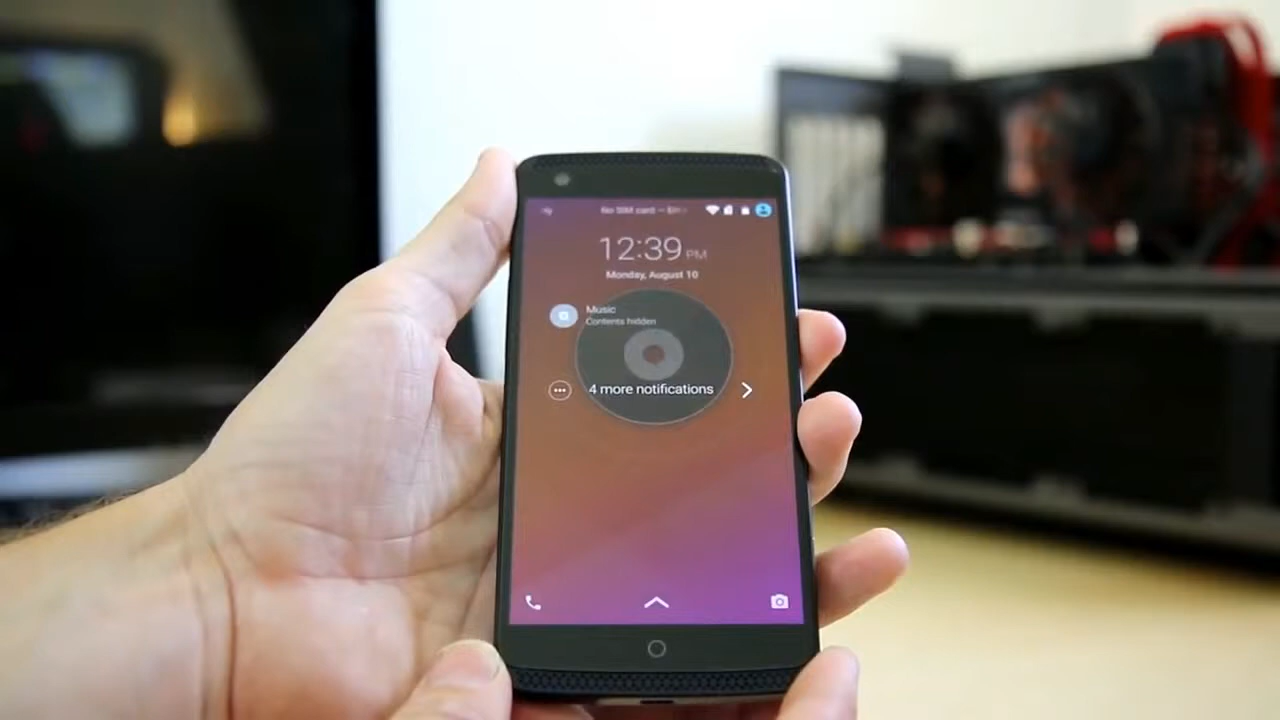 No SIM card
12:39 PM
Monday, August 10
Music
Contents hidden
4 more notifications